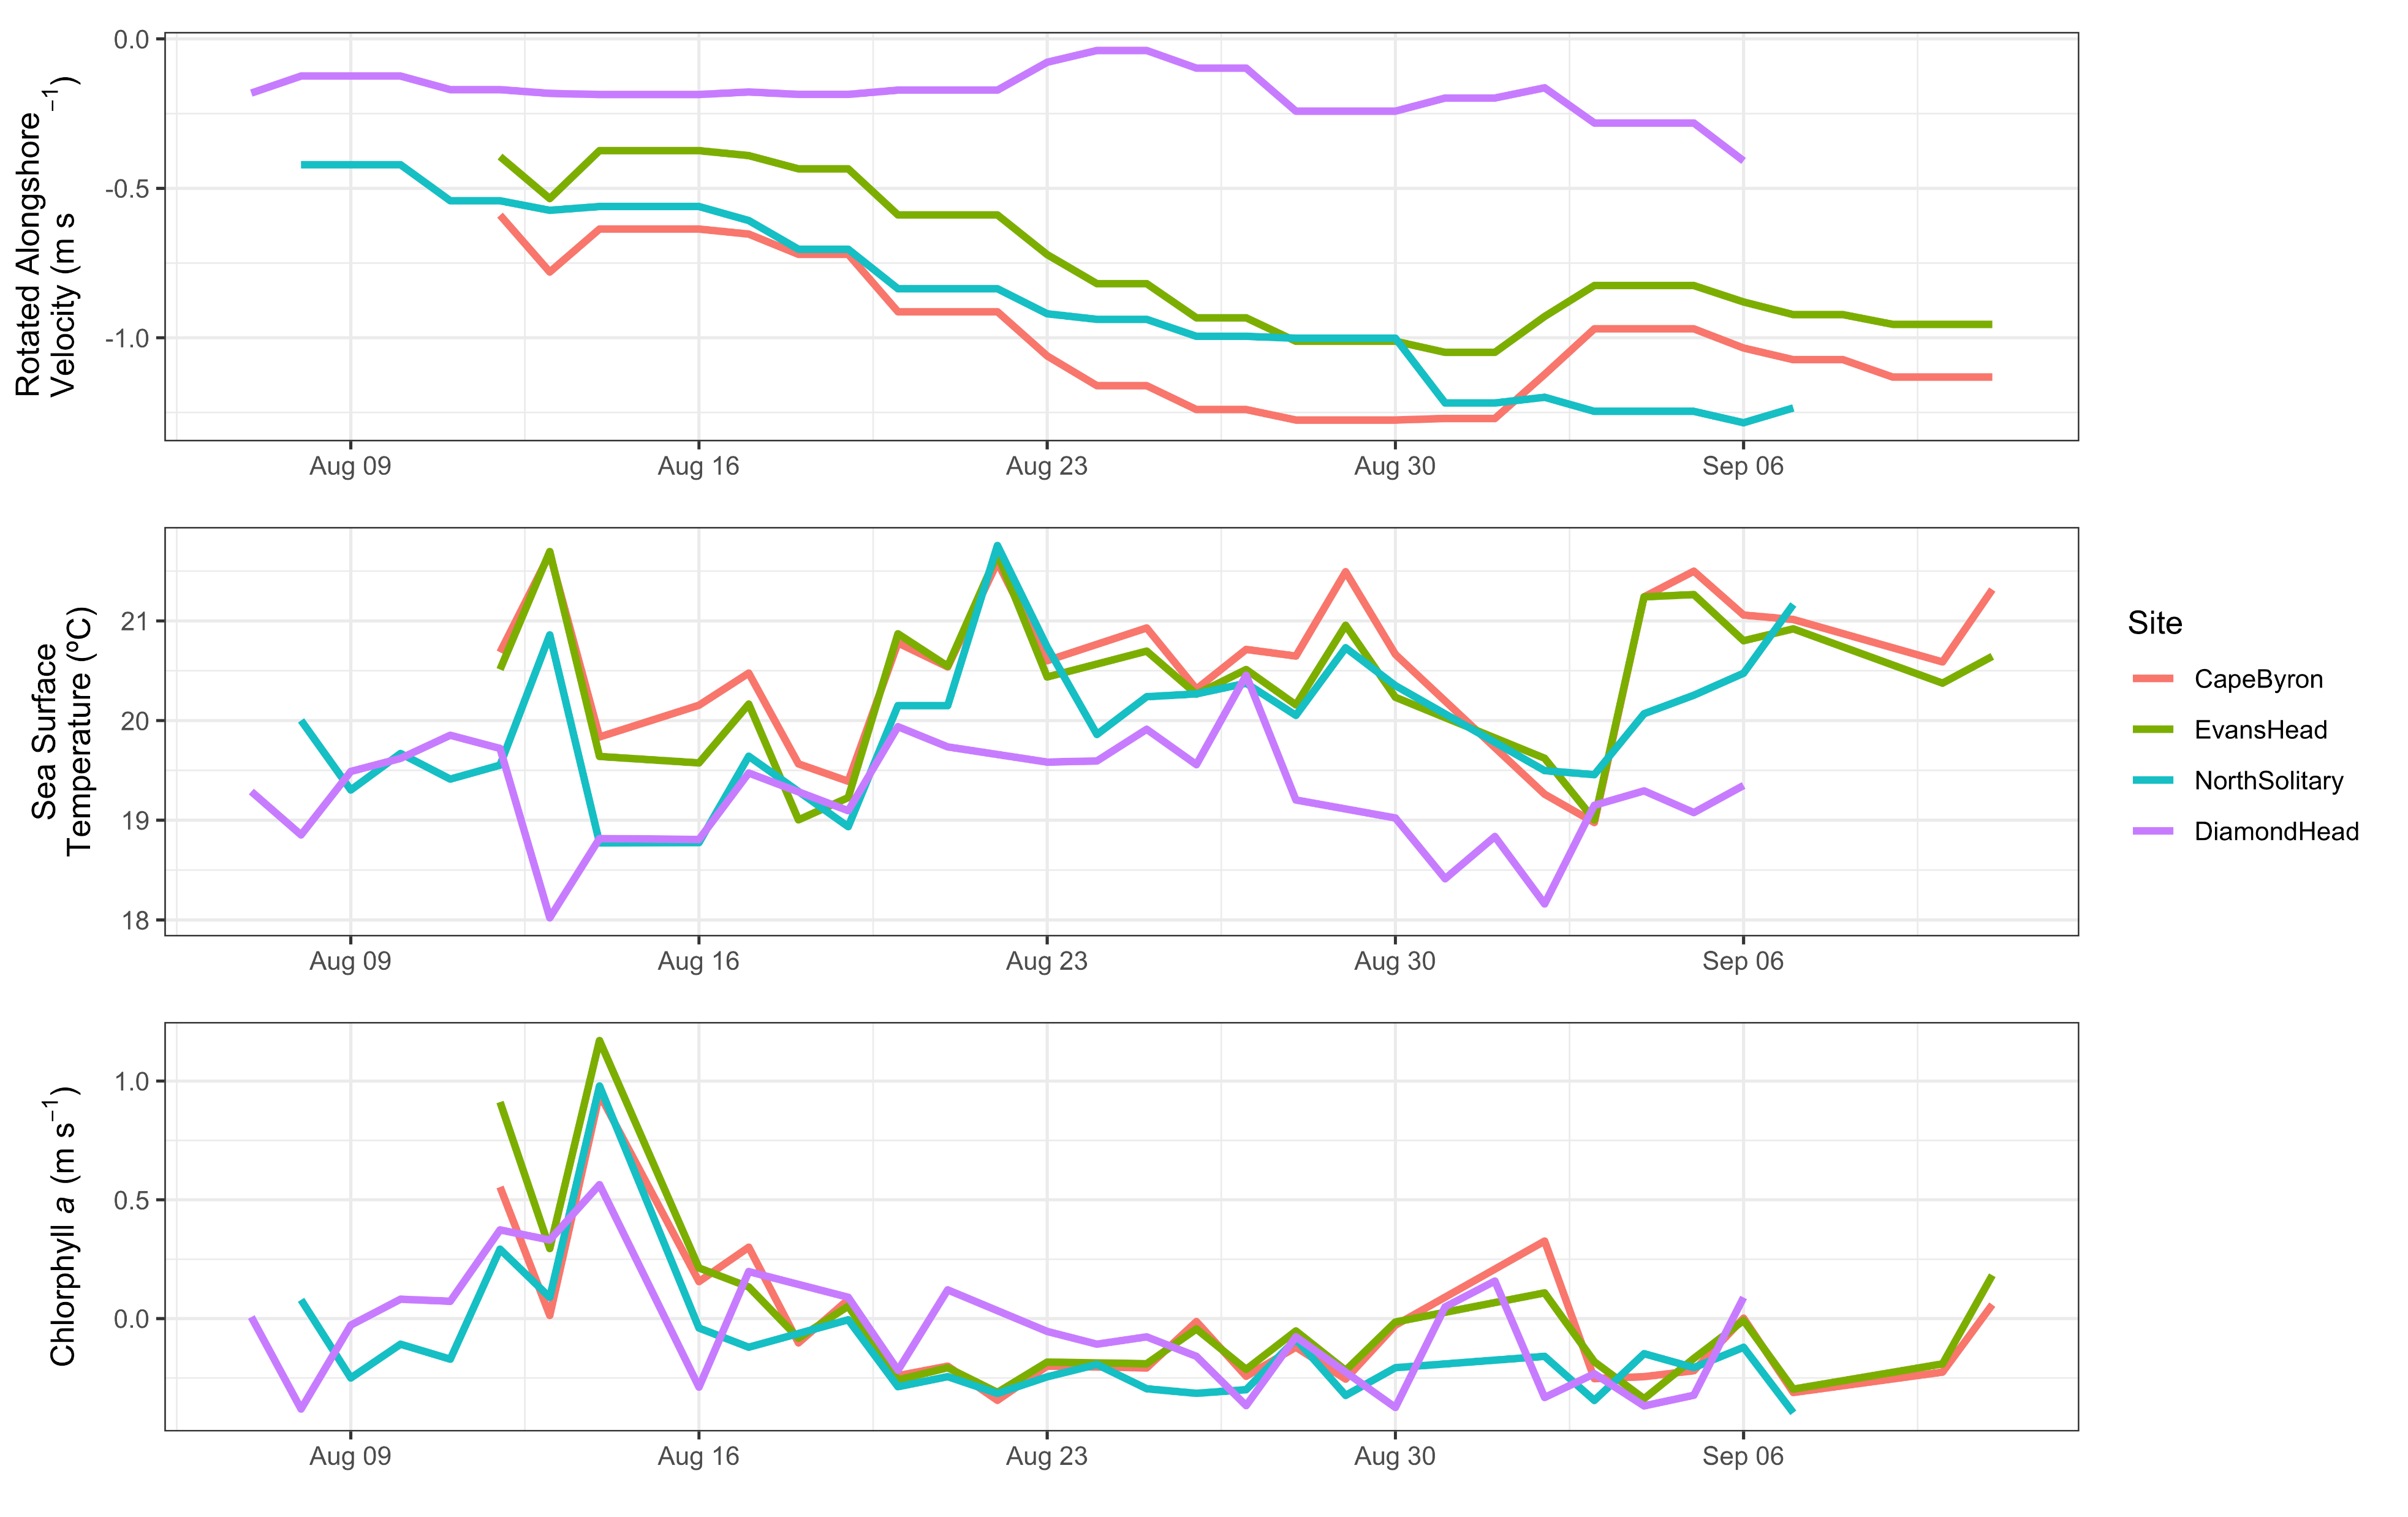 Rotated Alongshore
Velocity (m s⁻¹)
0.0
-0.5
-1.0
Aug 09
Aug 16
Aug 23
Aug 30
Sep 06
Sea Surface
Temperature (ºC)
21
20
19
18
Aug 09
Aug 16
Aug 23
Aug 30
Sep 06
Site
CapeByron
EvansHead
NorthSolitary
DiamondHead
Chlorphyll a (m s⁻¹)
1.0
0.5
0.0
Aug 09
Aug 16
Aug 23
Aug 30
Sep 06